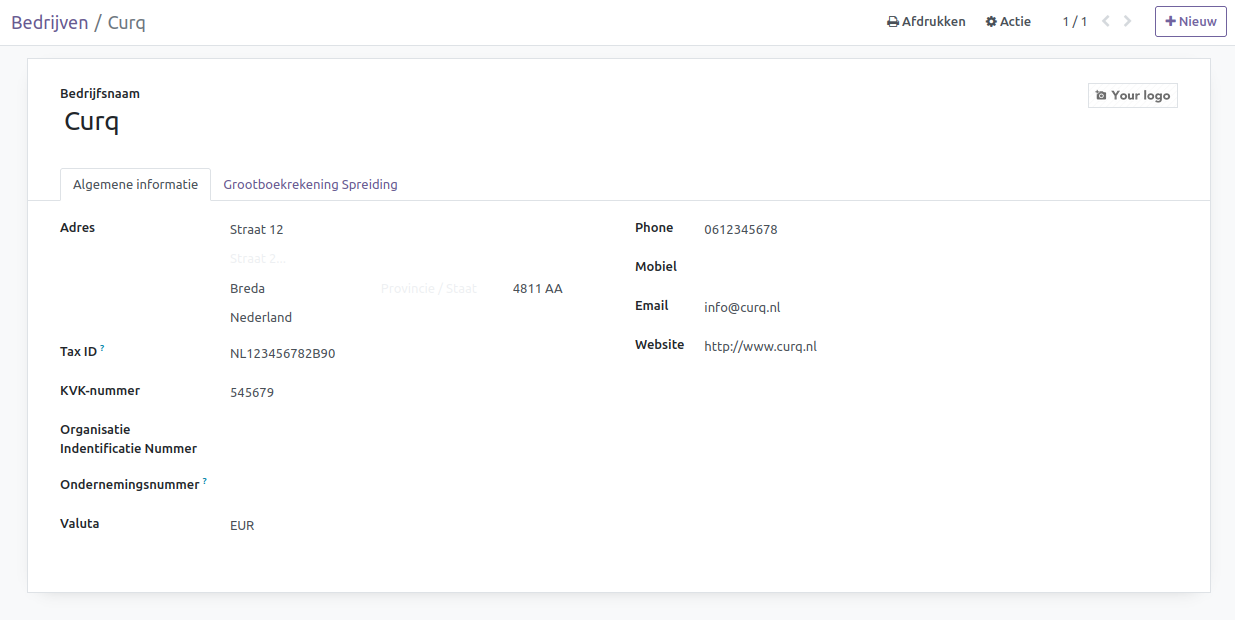 Bedrijven / Curq
Afdrukken
Actie
1 / 1
Nieuw
Bedrijfsnaam
Your logo
Curq
Algemene informatie
Grootboekrekening Spreiding
Adres
Straat 12
Straat 2...
Breda
Provincie / Staat
4811 AA
Nederland
Tax ID ?
NL123456782B90
KVK-nummer
545679
Organisatie
Indentificatie Nummer
Ondernemingsnummer ?
Valuta
EUR
Phone
0612345678
Mobiel
Email
info@curq.nl
Website
http://www.curq.nl